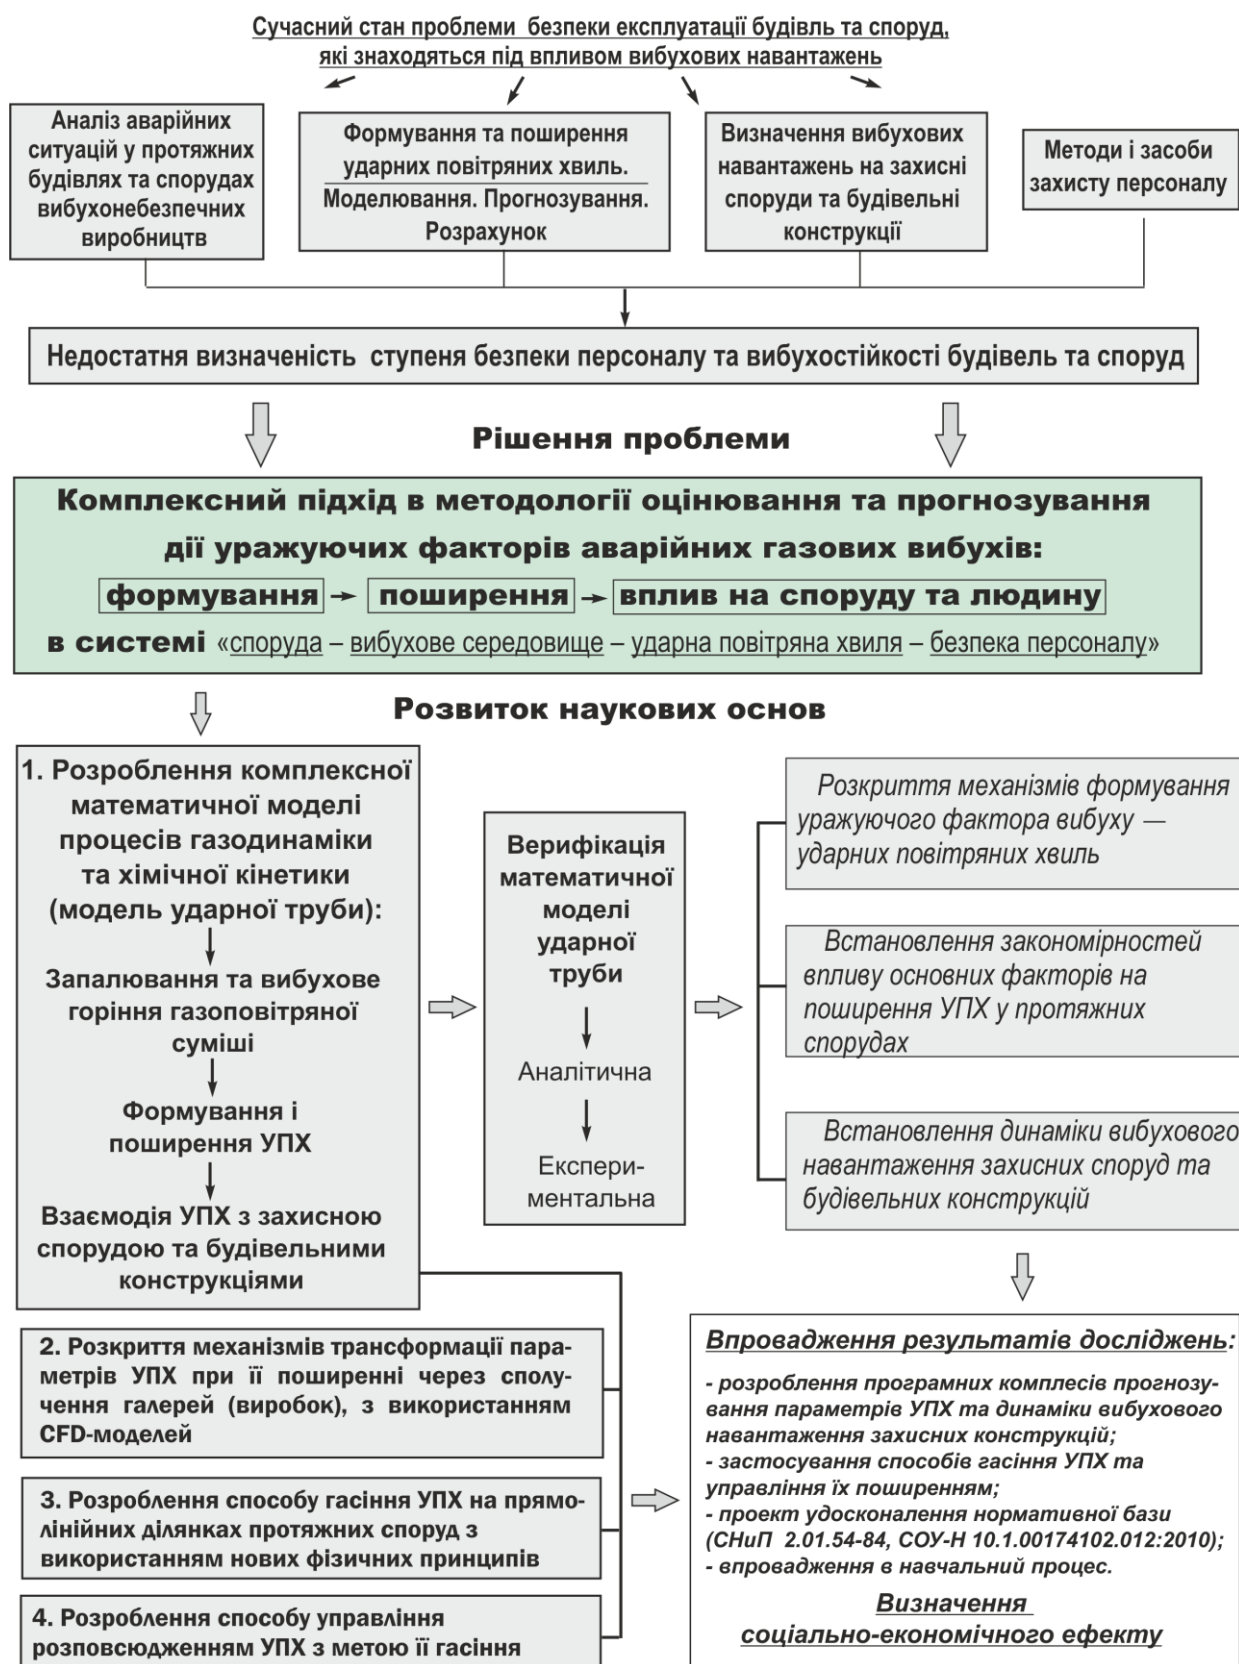 Сучасний стан проблеми безпеки експлуатації будівль та споруд,
які знаходяться під впливом вибухових навантажень
Аналіз аварійних
ситуацій у протяжних
будівлях та спорудах
вибухонебезпечних
виробництв
Формування та поширення
ударних повітряних хвиль.
Моделювання. Прогнозування.
Розрахунок
Визначення вибухових
навантажень на захисні
споруди та будівельні
конструкції
Методи і засоби
захисту персоналу
Недостатня визначеність ступеня безпеки персоналу та вибухостійкості будівель та споруд
Рішення проблеми
Комплексний підхід в методології оцінювання та прогнозування
дії уражуючих факторів аварійних газових вибухів:
формування → поширення → вплив на споруду та людину
в системі «споруда – вибухове середовище – ударна повітряна хвиля – безпека персоналу»
Розвиток наукових основ
1. Розроблення комплексної
математичної моделі
процесів газодинаміки
та хімічної кінетики
(модель ударної труби):
Запалювання та вибухове
горіння газоповітряної
суміші
Формування і
поширення УПХ
Взаємодія УПХ з захисною
спорудою та будівельними
конструкціями
Верифікація
математичної
моделі
ударної
труби
Аналітична
Експери-
ментальна
Розкриття механізмів формування
уражуючого фактора вибуху —
ударних повітряних хвиль
Встановлення закономірностей
впливу основних факторів на
поширення УПХ у протяжних
спорудах
Встановлення динаміки вибухового
навантаження захисних споруд та
будівельних конструкцій
2. Розкриття механізмів трансформації пара-
метрів УПХ при її поширенні через сполу-
чення галерей (виробок), з використанням
CFD-моделей
3. Розроблення способу гасіння УПХ на прямо-
лінійних ділянках протяжних споруд з
використанням нових фізичних принципів
4. Розроблення способу управління
розповсюдженням УПХ з метою її гасіння
Впровадження результатів досліджень:
- розроблення програмних комплесів прогнозу-
вання параметрів УПХ та динаміки вибухового
навантаження захисних конструкцій;
- застосування способів гасіння УПХ та
управління їх поширенням;
- проект удосконалення нормативної бази
(СНиП 2.01.54-84, СОУ-Н 10.1.00174102.012:2010);
- впровадження в навчальний процес.
Визначення
соціально-економічного ефекту